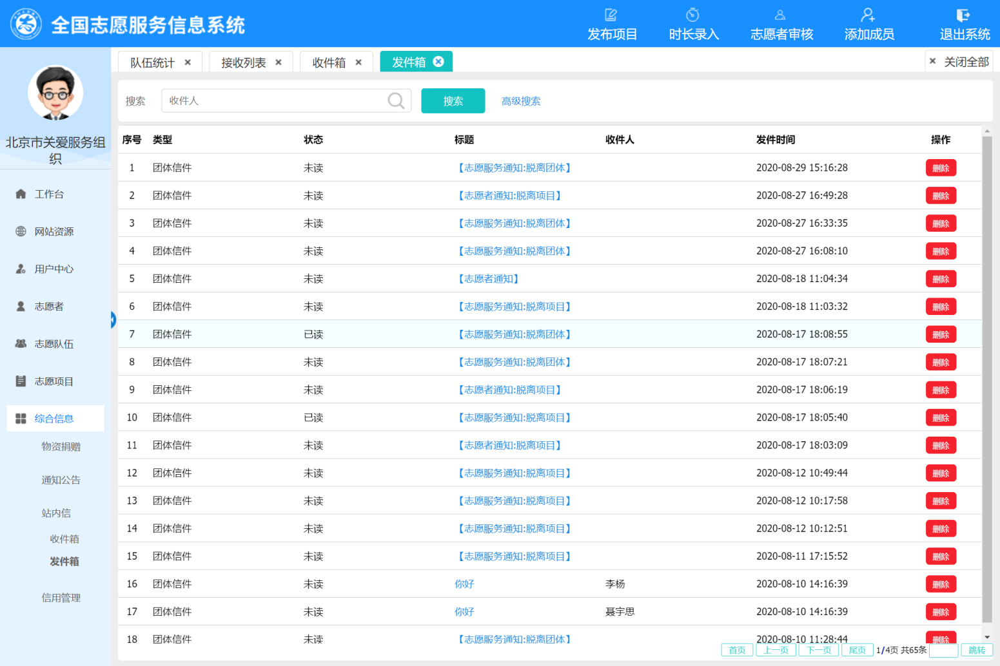 全国志愿服务信息系统
发布项目 时长录入 志愿者审核 添加成员 退出系统
队伍统计 × 接收列表 × 收件箱 × 发件箱 × × 关闭全部
搜索 收件人 搜索 高级搜索
北京市关爱服务组
织
工作台
网站资源
用户中心
志愿者
志愿队伍
志愿项目
综合信息
物资捐赠
通知公告
站内信
收件箱
发件箱
信用管理
序号 类型 状态 标题 收件人 发件时间 操作
1 团体信件 未读 【志愿服务通知:脱离团体】 2020-08-29 15:16:28 删除
2 团体信件 未读 【志愿者通知:脱离项目】 2020-08-27 16:49:28 删除
3 团体信件 未读 【志愿服务通知:脱离团体】 2020-08-27 16:33:35 删除
4 团体信件 未读 【志愿服务通知:脱离团体】 2020-08-27 16:08:10 删除
5 团体信件 未读 【志愿者通知】 2020-08-18 11:04:34 删除
6 团体信件 未读 【志愿服务通知:脱离项目】 2020-08-18 11:03:32 删除
7 团体信件 已读 【志愿服务通知:脱离团体】 2020-08-17 18:08:55 删除
8 团体信件 未读 【志愿服务通知:脱离团体】 2020-08-17 18:07:21 删除
9 团体信件 未读 【志愿者通知:脱离项目】 2020-08-17 18:06:19 删除
10 团体信件 已读 【志愿服务通知:脱离项目】 2020-08-17 18:05:40 删除
11 团体信件 未读 【志愿者通知:脱离项目】 2020-08-17 18:03:09 删除
12 团体信件 未读 【志愿服务通知:脱离项目】 2020-08-12 10:49:44 删除
13 团体信件 未读 【志愿服务通知:脱离项目】 2020-08-12 10:17:58 删除
14 团体信件 未读 【志愿服务通知:脱离项目】 2020-08-12 10:12:51 删除
15 团体信件 未读 【志愿服务通知:脱离项目】 2020-08-11 17:15:52 删除
16 团体信件 未读 你好 李杨 2020-08-10 14:16:39 删除
17 团体信件 未读 你好 聂宇思 2020-08-10 14:16:39 删除
18 团体信件 未读 【志愿服务通知:脱离团体】 2020-08-10 11:28:44 删除
首页 上一页 下一页 尾页 1/4页 共65条 跳转